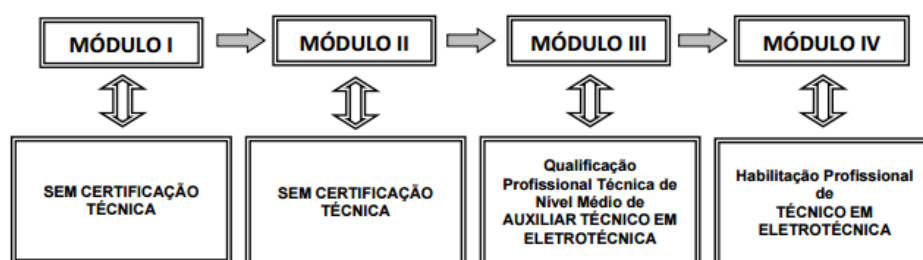 MÓDULO I
MÓDULO II
MÓDULO III
MÓDULO IV
SEM CERTIFICAÇÃO
TÉCNICA
SEM CERTIFICAÇÃO
TÉCNICA
Qualificação
Profissional Técnica de
Nível Médio de
AUXILIAR TÉCNICO EM
ELETROTÉCNICA
Habilitação Profissional
de
TÉCNICO EM
ELETROTÉCNICA